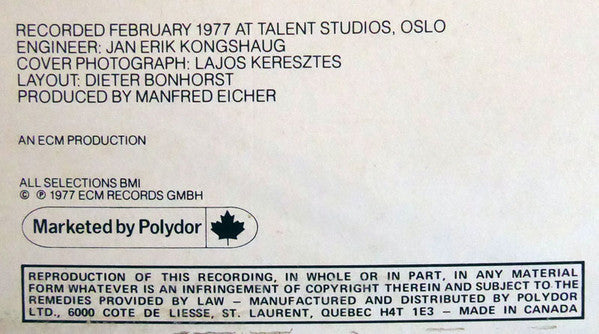 RECORDED FEBRUARY 1977 AT TALENT STUDIOS, OSLO
ENGINEER: JAN ERIK KONGSHAUG
COVER PHOTOGRAPH: LAJOS KERESZTES
LAYOUT: DIETER BONHORST
PRODUCED BY MANFRED EICHER
AN ECM PRODUCTION
ALL SELECTIONS BMI
© ℗ 1977 ECM RECORDS GMBH
Marketed by Polydor
REPRODUCTION OF THIS RECORDING, IN WHOLE OR IN PART, IN ANY MATERIAL
FORM WHATEVER IS AN INFRINGEMENT OF COPYRIGHT THEREIN AND SUBJECT TO THE
REMEDIES PROVIDED BY LAW – MANUFACTURED AND DISTRIBUTED BY POLYDOR
LTD., 6000 COTE DE LIESSE, ST. LAURENT, QUEBEC H4T 1E3 – MADE IN CANADA